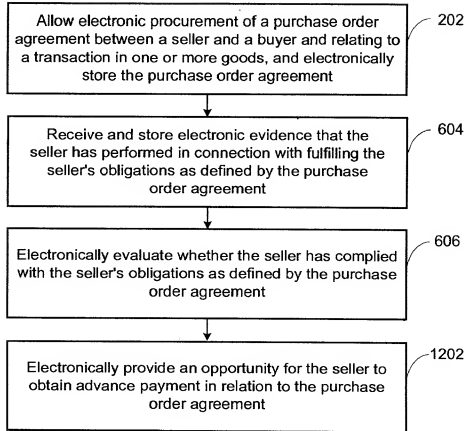 Allow electronic procurement of a purchase order
agreement between a seller and a buyer and relating to
a transaction in one or more goods, and electronically
store the purchase order agreement
202
Receive and store electronic evidence that the
seller has performed in connection with fulfilling the
seller's obligations as defined by the purchase
order agreement
604
Electronically evaluate whether the seller has complied
with the seller's obligations as defined by the purchase
order agreement
606
Electronically provide an opportunity for the seller to
obtain advance payment in relation to the purchase
order agreement
1202